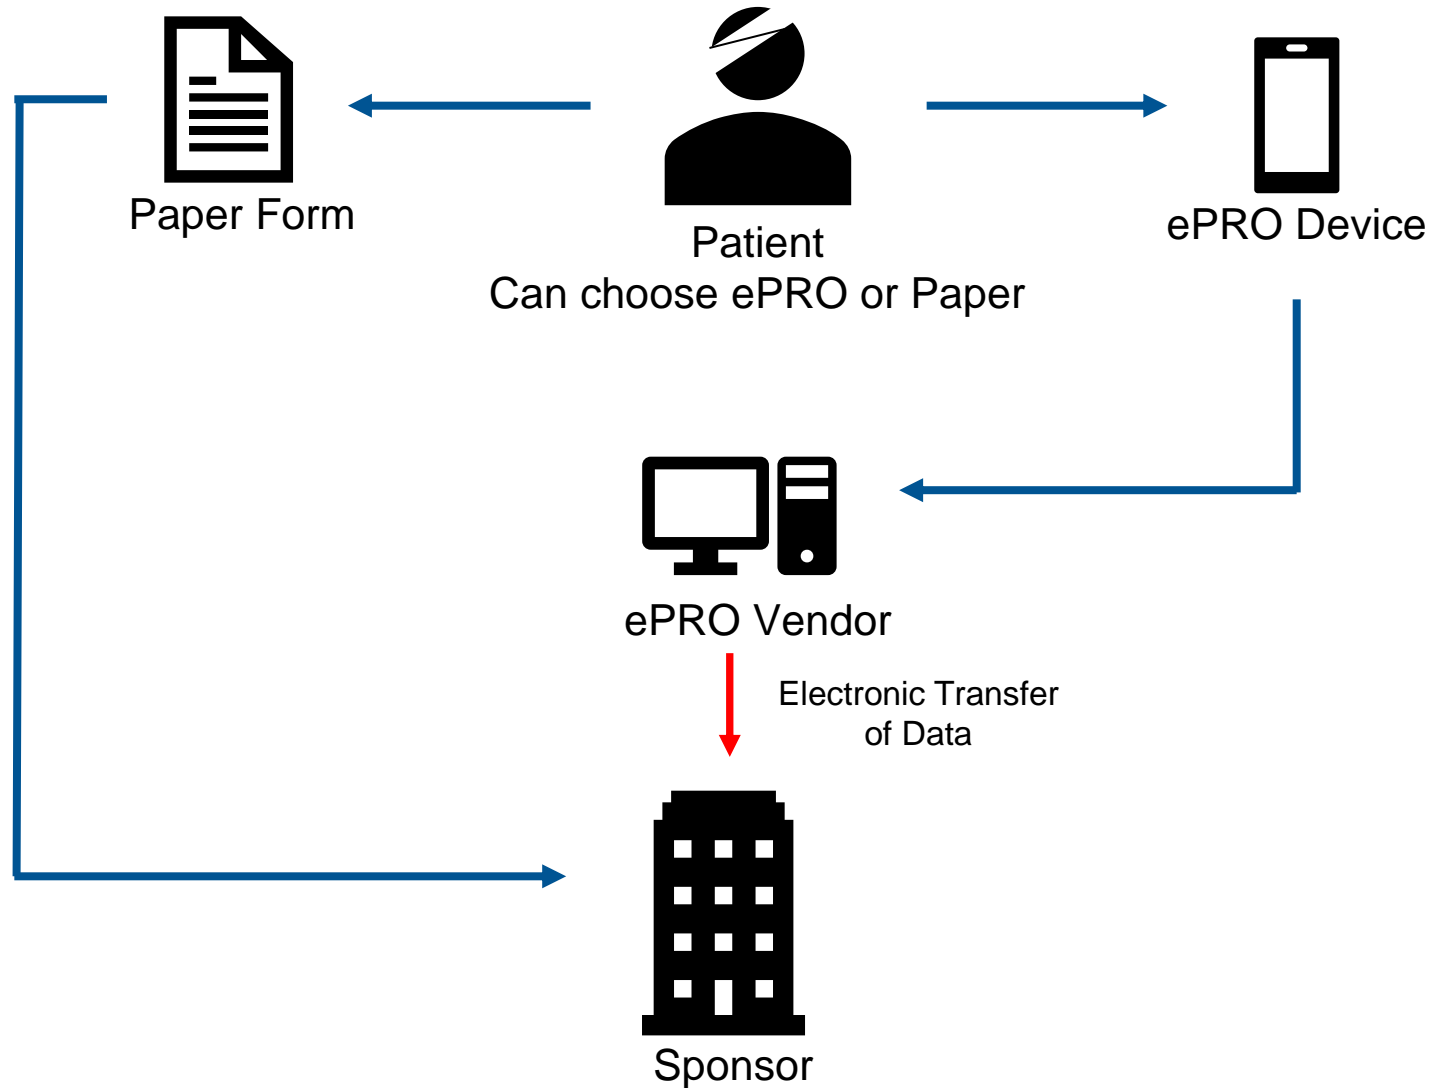 Paper Form
Patient
Can choose ePRO or Paper
ePRO Device
ePRO Vendor
Electronic Transfer
of Data
Sponsor